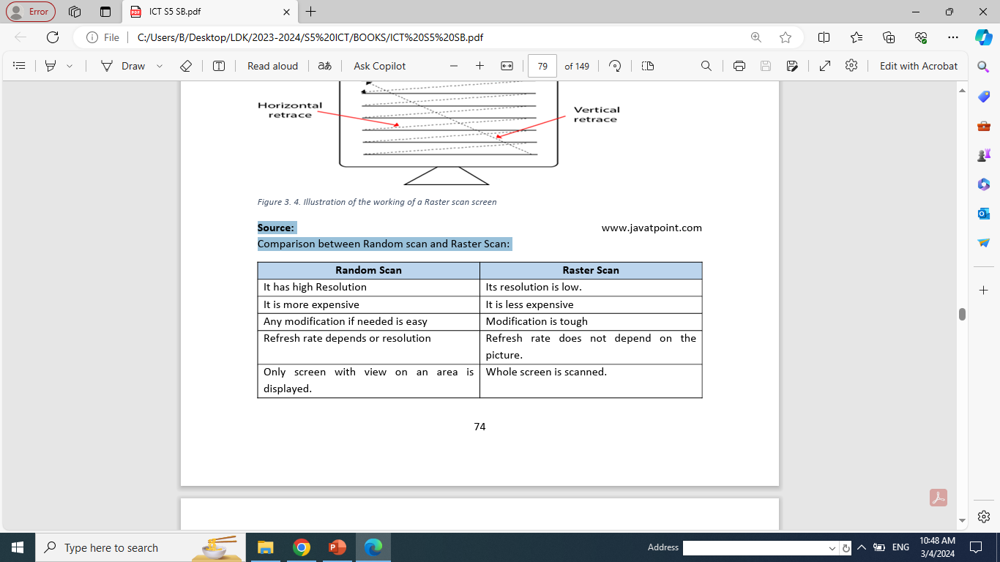 Error
ICT S5 SB.pdf
File
C:/Users/B/Desktop/LDK/2023-2024/S5%20ICT/BOOKS/ICT%20S5%20SB.pdf
Draw
Read aloud
aあ
Ask Copilot
79
of 149
Edit with Acrobat
Horizontal
retrace
Vertical
retrace
Figure 3. 4. Illustration of the working of a Raster scan screen
Source: www.javatpoint.com
Comparison between Random scan and Raster Scan:
Random Scan
Raster Scan
It has high Resolution
Its resolution is low.
It is more expensive
It is less expensive
Any modification if needed is easy
Modification is tough
Refresh rate depends or resolution
Refresh rate does not depend on the
picture.
Only screen with view on an area is
displayed.
Whole screen is scanned.
74
Type here to search
Address
ENG
10:48 AM
3/4/2024